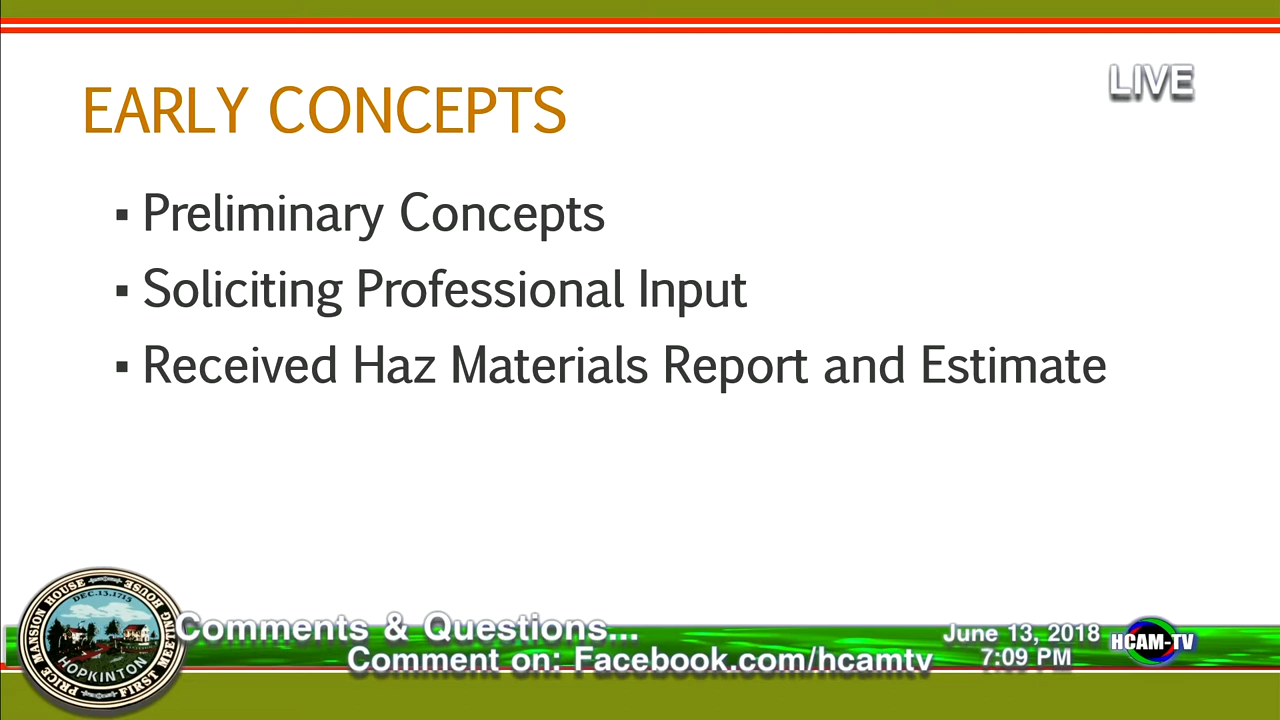 LIVE
EARLY CONCEPTS
▪ Preliminary Concepts
▪ Soliciting Professional Input
▪ Received Haz Materials Report and Estimate
PRICE MANSION HOUSE
FIRST MEETING HOUSE
DEC.13.1715
HOPKINTON
Comments & Questions...
Comment on: Facebook.com/hcamtv
June 13, 2018
7:09 PM
HCAM-TV